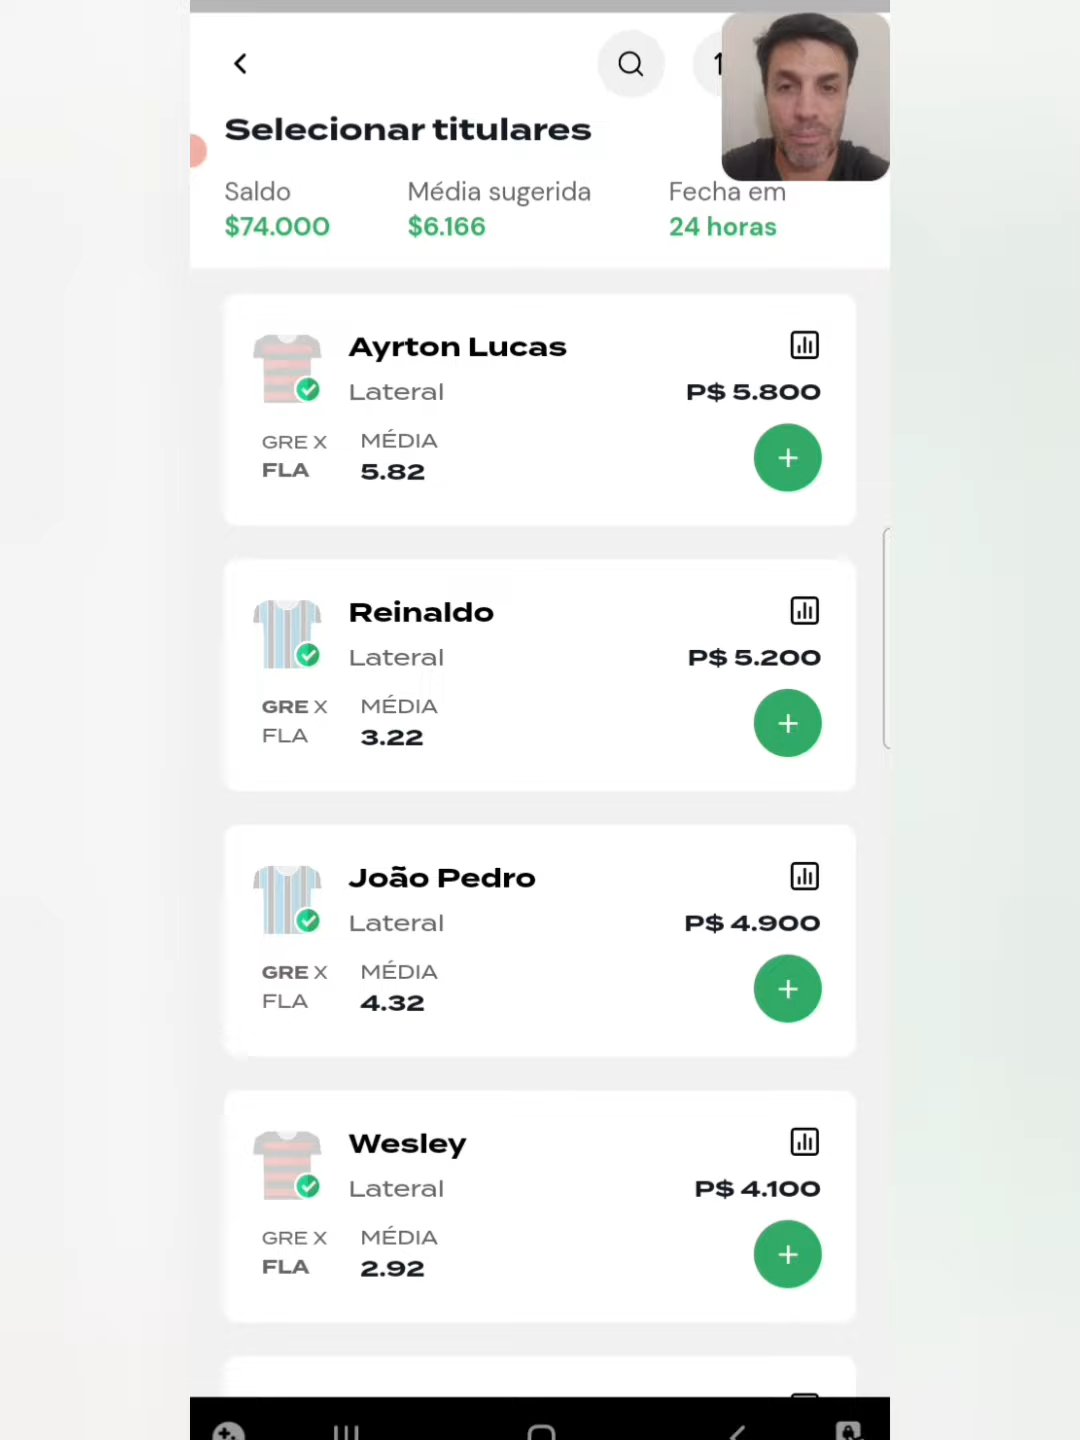 Selecionar titulares
Saldo Média sugerida Fecha em
$74.000 $6.166 24 horas
Ayrton Lucas
Lateral P$ 5.800
GRE X MÉDIA
FLA 5.82
Reinaldo
Lateral P$ 5.200
GRE X MÉDIA
FLA 3.22
João Pedro
Lateral P$ 4.900
GRE X MÉDIA
FLA 4.32
Wesley
Lateral P$ 4.100
GRE X MÉDIA
FLA 2.92